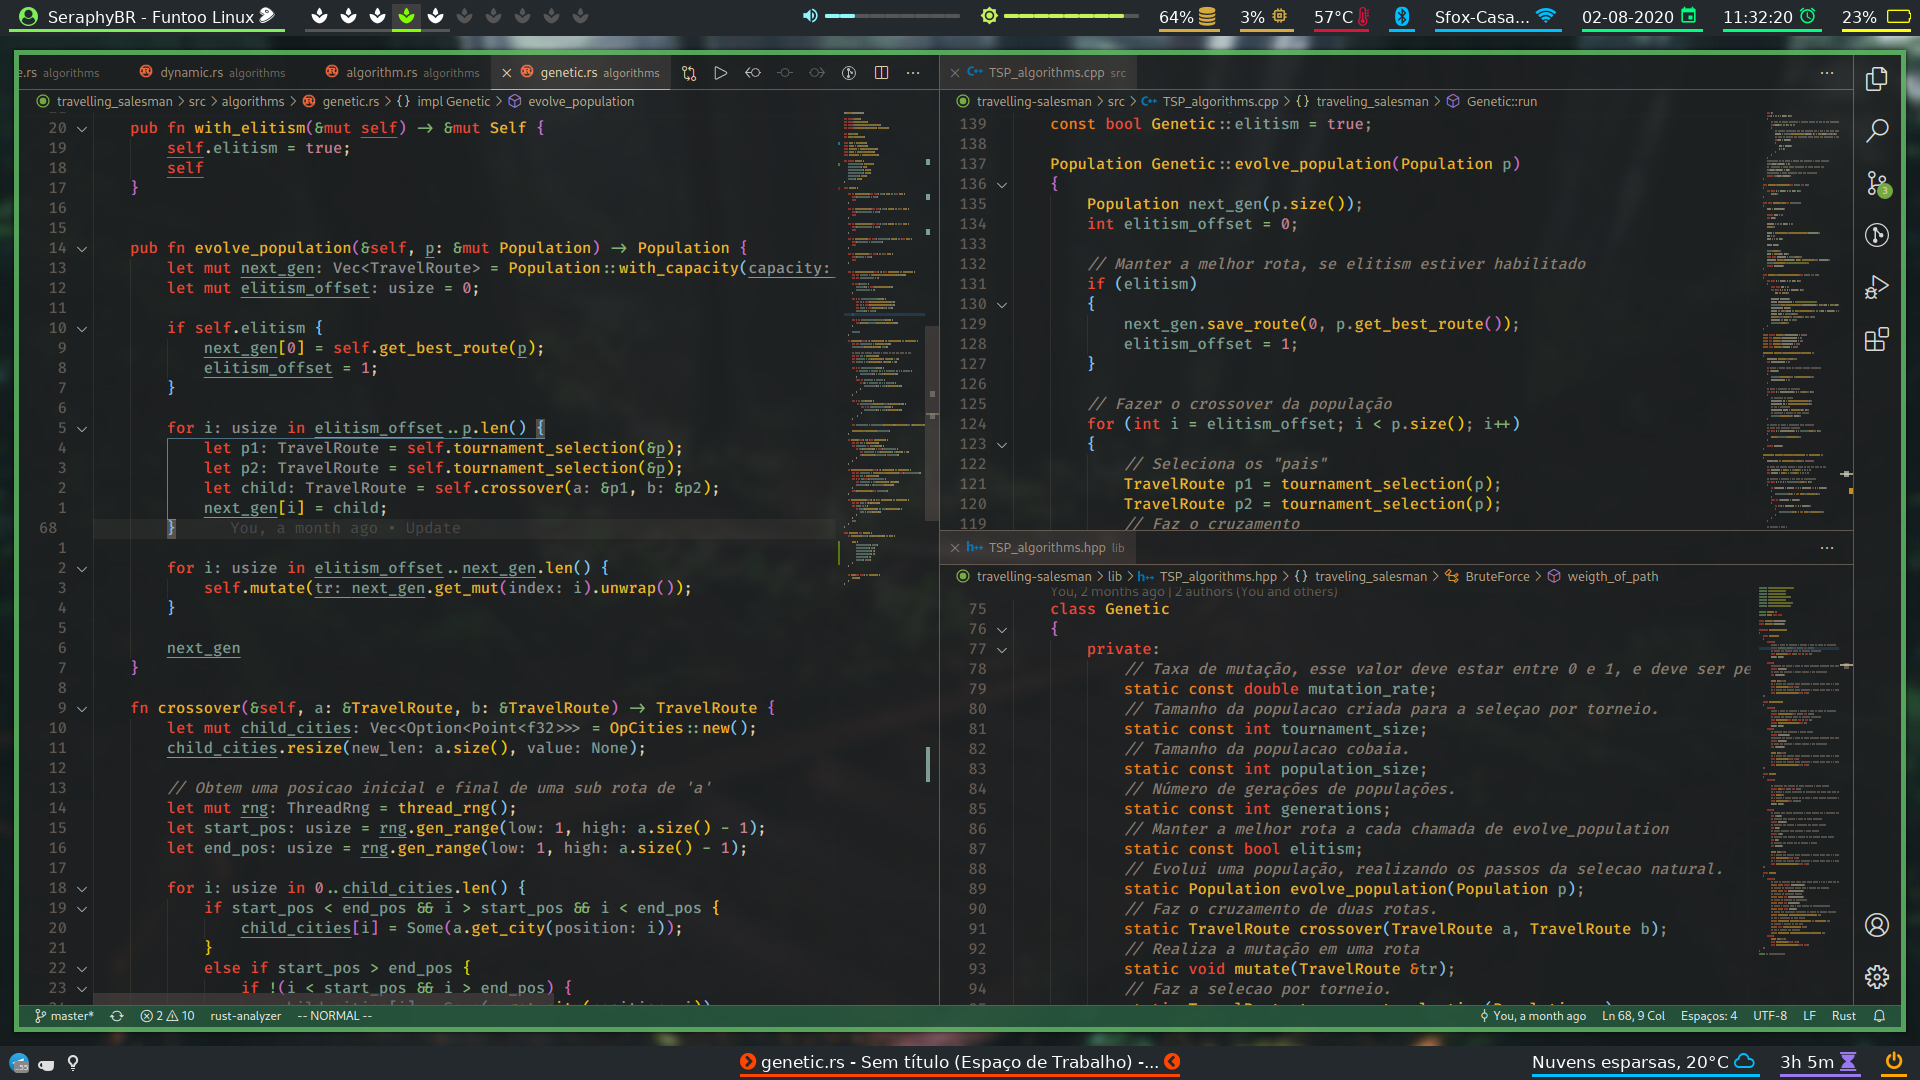 SeraphyBR - Funtoo Linux
64% 3% 57°C Sfox-Casa... 02-08-2020 11:32:20 23%
e.rs algorithms dynamic.rs algorithms algorithm.rs algorithms genetic.rs algorithms
travelling_salesman > src > algorithms > genetic.rs > {} impl Genetic > evolve_population
20 pub fn with_elitism(&mut self) → &mut Self {
19 self.elitism = true;
18 self
17 }
16
15
14 pub fn evolve_population(&self, p: &mut Population) → Population {
13 let mut next_gen: Vec<TravelRoute> = Population::with_capacity(capacity:
12 let mut elitism_offset: usize = 0;
11
10 if self.elitism {
9 next_gen[0] = self.get_best_route(p);
8 elitism_offset = 1;
7 }
6
5 for i: usize in elitism_offset..p.len() {
4 let p1: TravelRoute = self.tournament_selection(&p);
3 let p2: TravelRoute = self.tournament_selection(&p);
2 let child: TravelRoute = self.crossover(a: &p1, b: &p2);
1 next_gen[i] = child;
68 } You, a month ago • Update
1
2 for i: usize in elitism_offset..next_gen.len() {
3 self.mutate(tr: next_gen.get_mut(index: i).unwrap());
4 }
5
6 next_gen
7 }
8
9 fn crossover(&self, a: &TravelRoute, b: &TravelRoute) → TravelRoute {
10 let mut child_cities: Vec<Option<Point<f32>>> = OpCities::new();
11 child_cities.resize(new_len: a.size(), value: None);
12
13 // Obtem uma posicao inicial e final de uma sub rota de 'a'
14 let mut rng: ThreadRng = thread_rng();
15 let start_pos: usize = rng.gen_range(low: 1, high: a.size() - 1);
16 let end_pos: usize = rng.gen_range(low: 1, high: a.size() - 1);
17
18 for i: usize in 0..child_cities.len() {
19 if start_pos < end_pos && i > start_pos && i < end_pos {
20 child_cities[i] = Some(a.get_city(position: i));
21 }
22 else if start_pos > end_pos {
23 if !(i < start_pos && i > end_pos) {
TSP_algorithms.cpp src
travelling-salesman > src > TSP_algorithms.cpp > {} traveling_salesman > Genetic::run
139 const bool Genetic::elitism = true;
138
137 Population Genetic::evolve_population(Population p)
136 {
135 Population next_gen(p.size());
134 int elitism_offset = 0;
133
132 // Manter a melhor rota, se elitism estiver habilitado
131 if (elitism)
130 {
129 next_gen.save_route(0, p.get_best_route());
128 elitism_offset = 1;
127 }
126
125 // Fazer o crossover da população
124 for (int i = elitism_offset; i < p.size(); i++)
123 {
122 // Seleciona os "pais"
121 TravelRoute p1 = tournament_selection(p);
120 TravelRoute p2 = tournament_selection(p);
119 // Faz o cruzamento
TSP_algorithms.hpp lib
travelling-salesman > lib > TSP_algorithms.hpp > {} traveling_salesman > BruteForce > weigth_of_path
You, 2 months ago | 2 authors (You and others)
75 class Genetic
76 {
77 private:
78 // Taxa de mutação, esse valor deve estar entre 0 e 1, e deve ser pe
79 static const double mutation_rate;
80 // Tamanho da populacao criada para a seleçao por torneio.
81 static const int tournament_size;
82 // Tamanho da populacao cobaia.
83 static const int population_size;
84 // Número de gerações de populações.
85 static const int generations;
86 // Manter a melhor rota a cada chamada de evolve_population
87 static const bool elitism;
88 // Evolui uma população, realizando os passos da selecao natural.
89 static Population evolve_population(Population p);
90 // Faz o cruzamento de duas rotas.
91 static TravelRoute crossover(TravelRoute a, TravelRoute b);
92 // Realiza a mutação em uma rota
93 static void mutate(TravelRoute &tr);
94 // Faz a selecao por torneio.
3
master* 2 10 rust-analyzer -- NORMAL -- You, a month ago Ln 68, 9 Col Espaços: 4 UTF-8 LF Rust
genetic.rs - Sem título (Espaço de Trabalho) -... Nuvens esparsas, 20°C 3h 5m